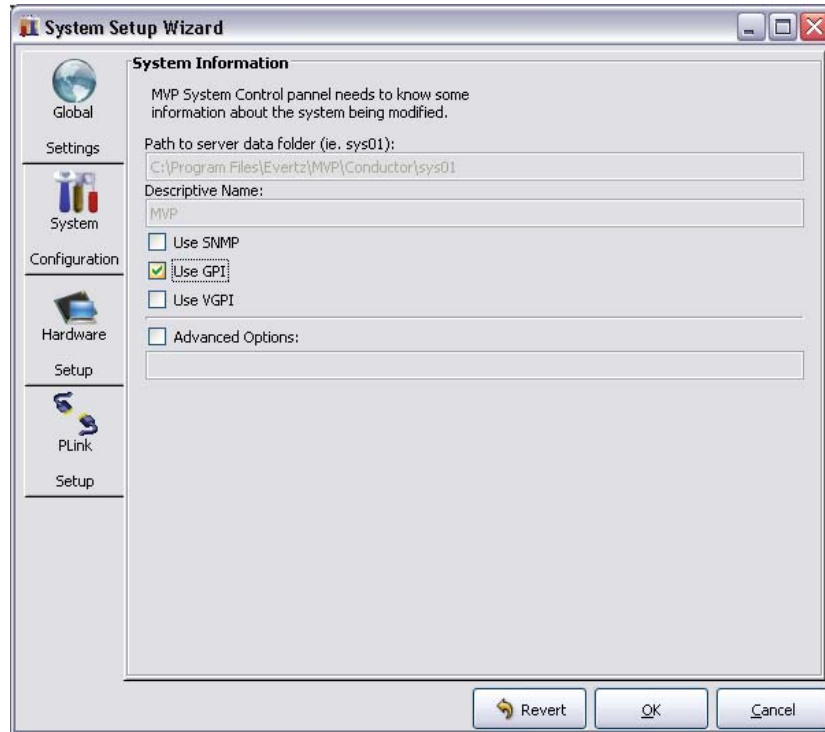 System Setup Wizard
Global
Settings
System
Configuration
Hardware
Setup
PLink
Setup
System Information
MVP System Control pannel needs to know some
information about the system being modified.
Path to server data folder (ie. sys01):
C:\Program Files\Evertz\MVP\Conductor\sys01
Descriptive Name:
MVP
Use SNMP
Use GPI
Use VGPI
Advanced Options:
Revert
OK
Cancel